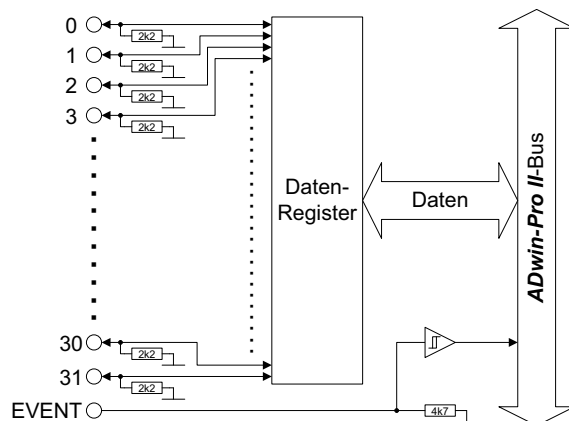 0
2k2
1
2k2
2
2k2
3
2k2
Daten-
Register
Daten
ADwin-Pro II-Bus
30
2k2
31
2k2
EVENT
4k7